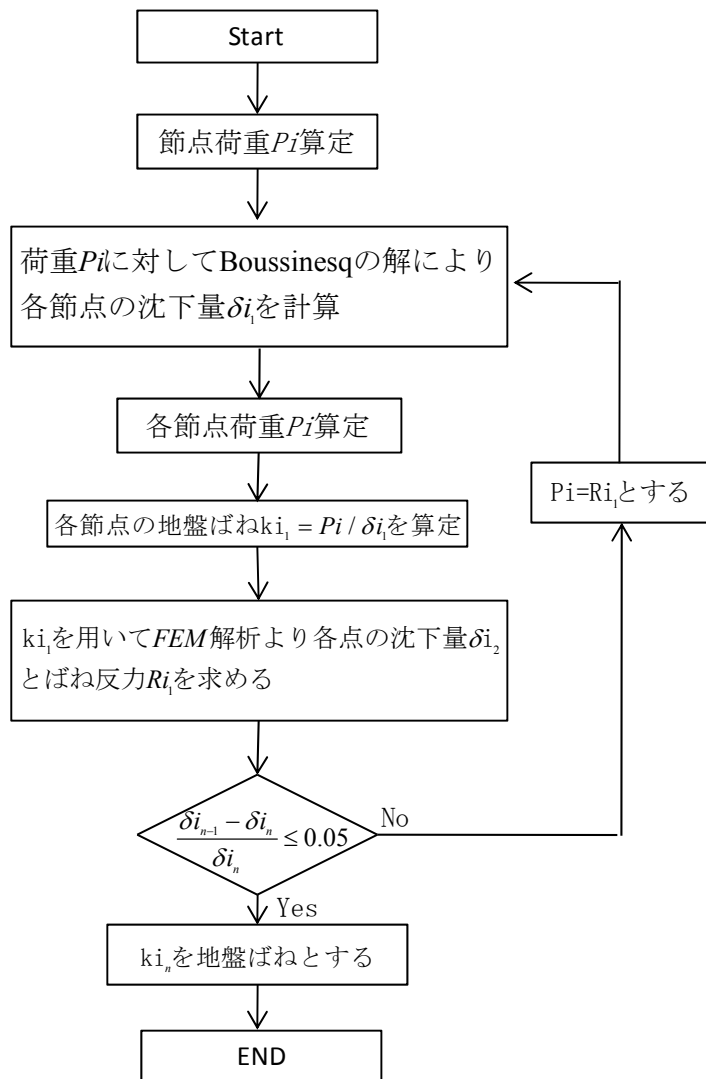 Start
節点荷重Pi算定
荷重Piに対してBoussinesqの解により
各節点の沈下量δi₁を計算
各節点荷重Pi算定
各節点の地盤ばねki₁ = Pi / δi₁を算定
Pi=Ri₁とする
ki₁を用いてFEM解析より各点の沈下量δi₂
とばね反力Ri₁を求める
(δiₙ₋₁ − δiₙ) / δiₙ ≤ 0.05
No
Yes
kiₙを地盤ばねとする
END